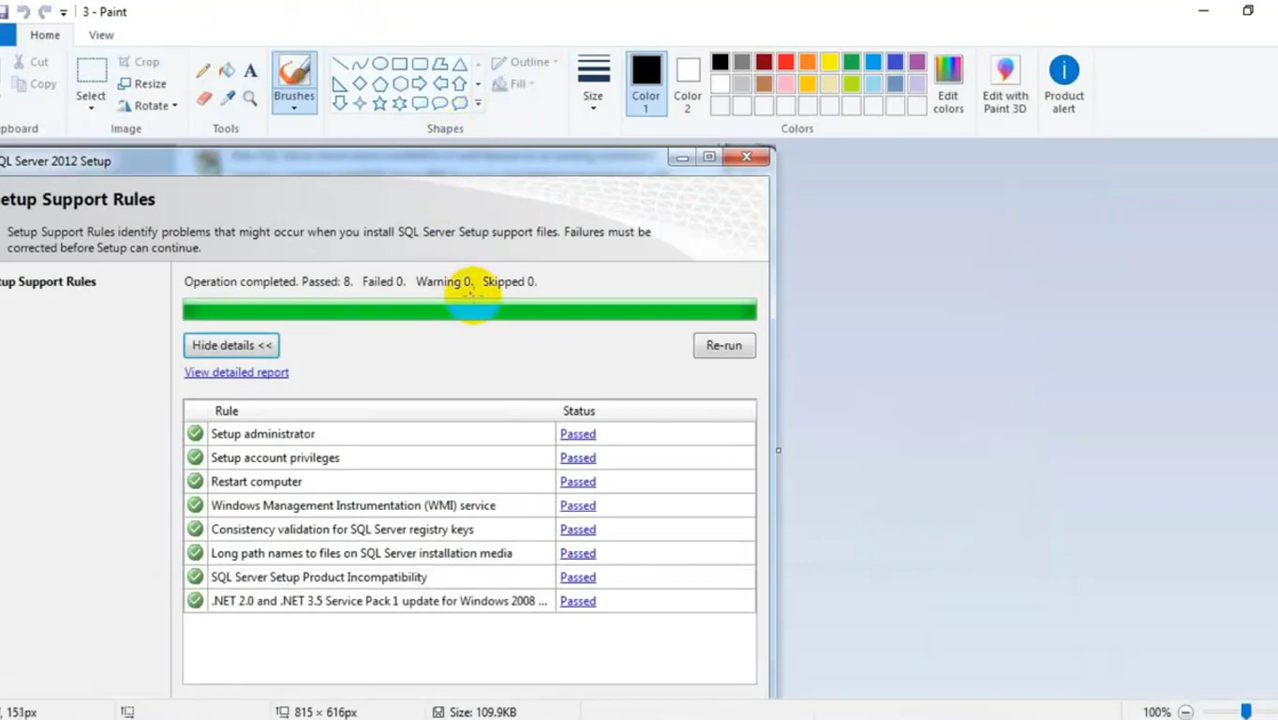 3 - Paint
Home
View
Cut
Copy
Select
Crop
Resize
Rotate
Brushes
Outline
Fill
Size
Color
1
Color
2
Edit
colors
Edit with
Paint 3D
Product
alert
pboard
Image
Tools
Shapes
Colors
QL Server 2012 Setup
etup Support Rules
Setup Support Rules identify problems that might occur when you install SQL Server Setup support files. Failures must be
corrected before Setup can continue.
tup Support Rules
Operation completed. Passed: 8. Failed 0. Warning 0. Skipped 0.
Hide details <<
Re-run
View detailed report
Rule Status
Setup administrator Passed
Setup account privileges Passed
Restart computer Passed
Windows Management Instrumentation (WMI) service Passed
Consistency validation for SQL Server registry keys Passed
Long path names to files on SQL Server installation media Passed
SQL Server Setup Product Incompatibility Passed
.NET 2.0 and .NET 3.5 Service Pack 1 update for Windows 2008 ... Passed
, 151px
815 × 616px
Size: 109.9KB
100%